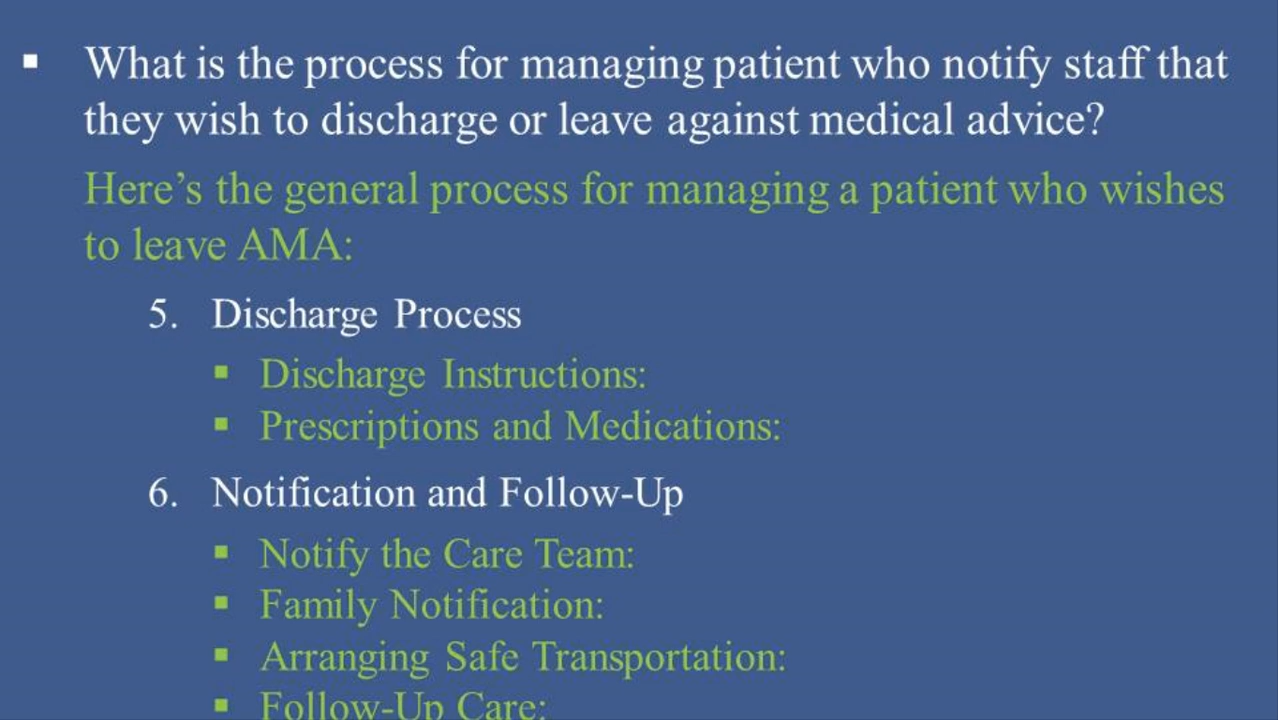 ▪ What is the process for managing patient who notify staff that
they wish to discharge or leave against medical advice?
Here’s the general process for managing a patient who wishes
to leave AMA:
5. Discharge Process
▪ Discharge Instructions:
▪ Prescriptions and Medications:
6. Notification and Follow-Up
▪ Notify the Care Team:
▪ Family Notification:
▪ Arranging Safe Transportation:
▪ Follow-Up Care: